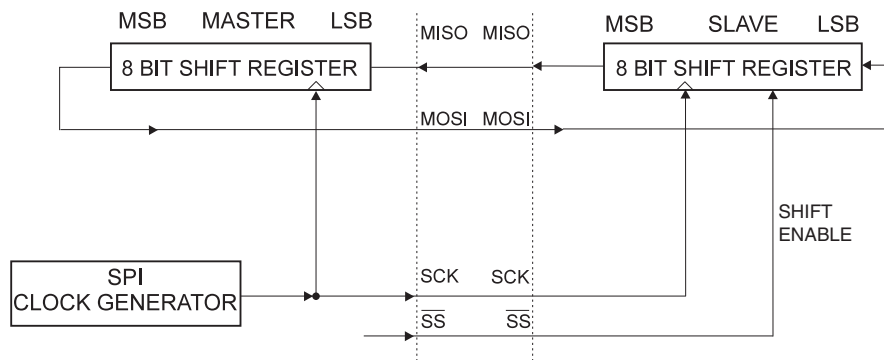 MSB MASTER LSB
MISO MISO
MSB SLAVE LSB
8 BIT SHIFT REGISTER
8 BIT SHIFT REGISTER
MOSI MOSI
SHIFT
ENABLE
SPI
CLOCK GENERATOR
SCK SCK
SS SS